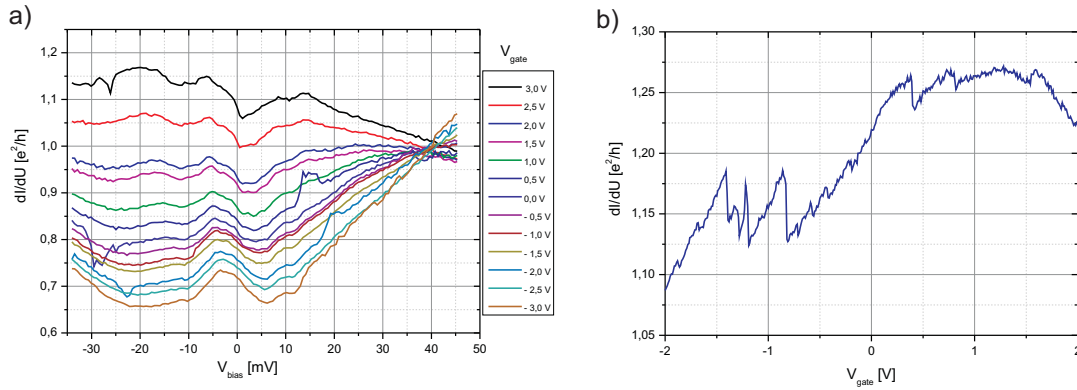 a)
dI/dU [e²/h]
1,2
1,1
1,0
0,9
0,8
0,7
0,6
-30 -20 -10 0 10 20 30 40 50
V_bias [mV]
V_gate
3,0 V
2,5 V
2,0 V
1,5 V
1,0 V
0,5 V
0,0 V
- 0,5 V
- 1,0 V
- 1,5 V
- 2,0 V
- 2,5 V
- 3,0 V
b)
dI/dU [e²/h]
1,30
1,25
1,20
1,15
1,10
1,05
-2 -1 0 1 2
V_gate [V]